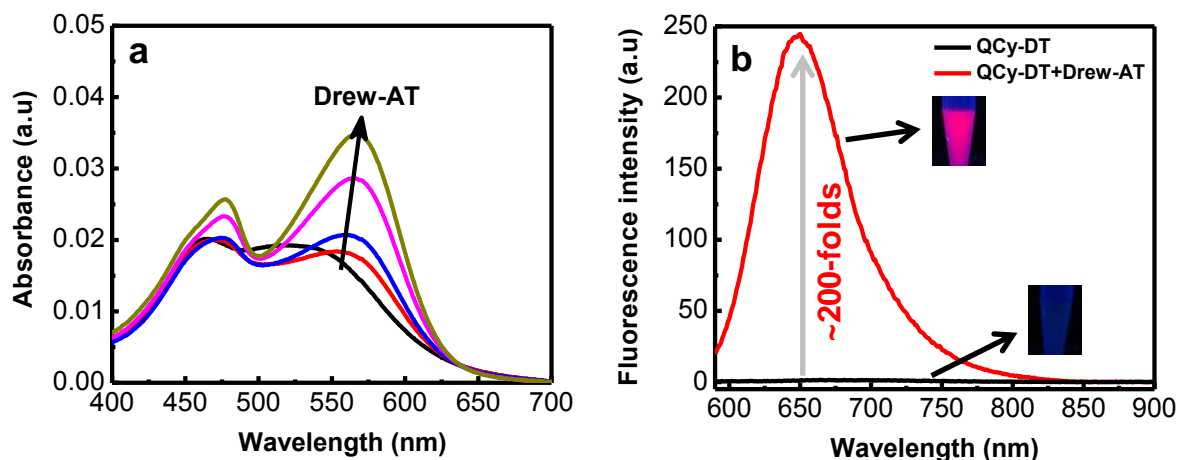 a
Drew-AT
Absorbance (a.u)
0.05
0.04
0.03
0.02
0.01
0.00
400 450 500 550 600 650 700
Wavelength (nm)
b
QCy-DT
QCy-DT+Drew-AT
~200-folds
Fluorescence intensity (a.u)
250
200
150
100
50
0
600 650 700 750 800 850 900
Wavelength (nm)